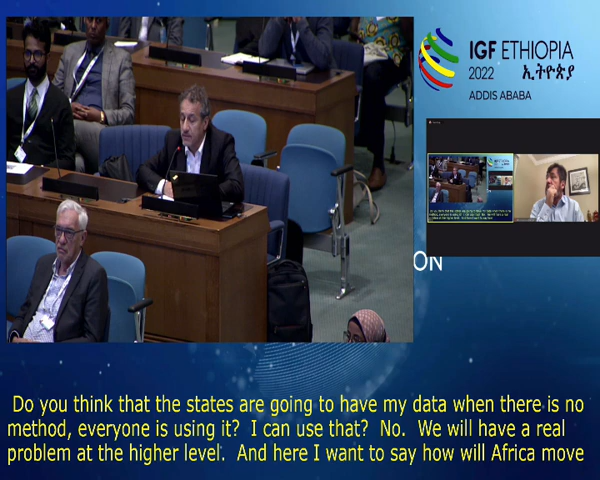 IGF ETHIOPIA
2022 ኢትዮጵያ
ADDIS ABABA
ON
Do you think that the states are going to have my data when there is no
method, everyone is using it?  I can use that?  No.  We will have a real
problem at the higher level.  And here I want to say how will Africa move